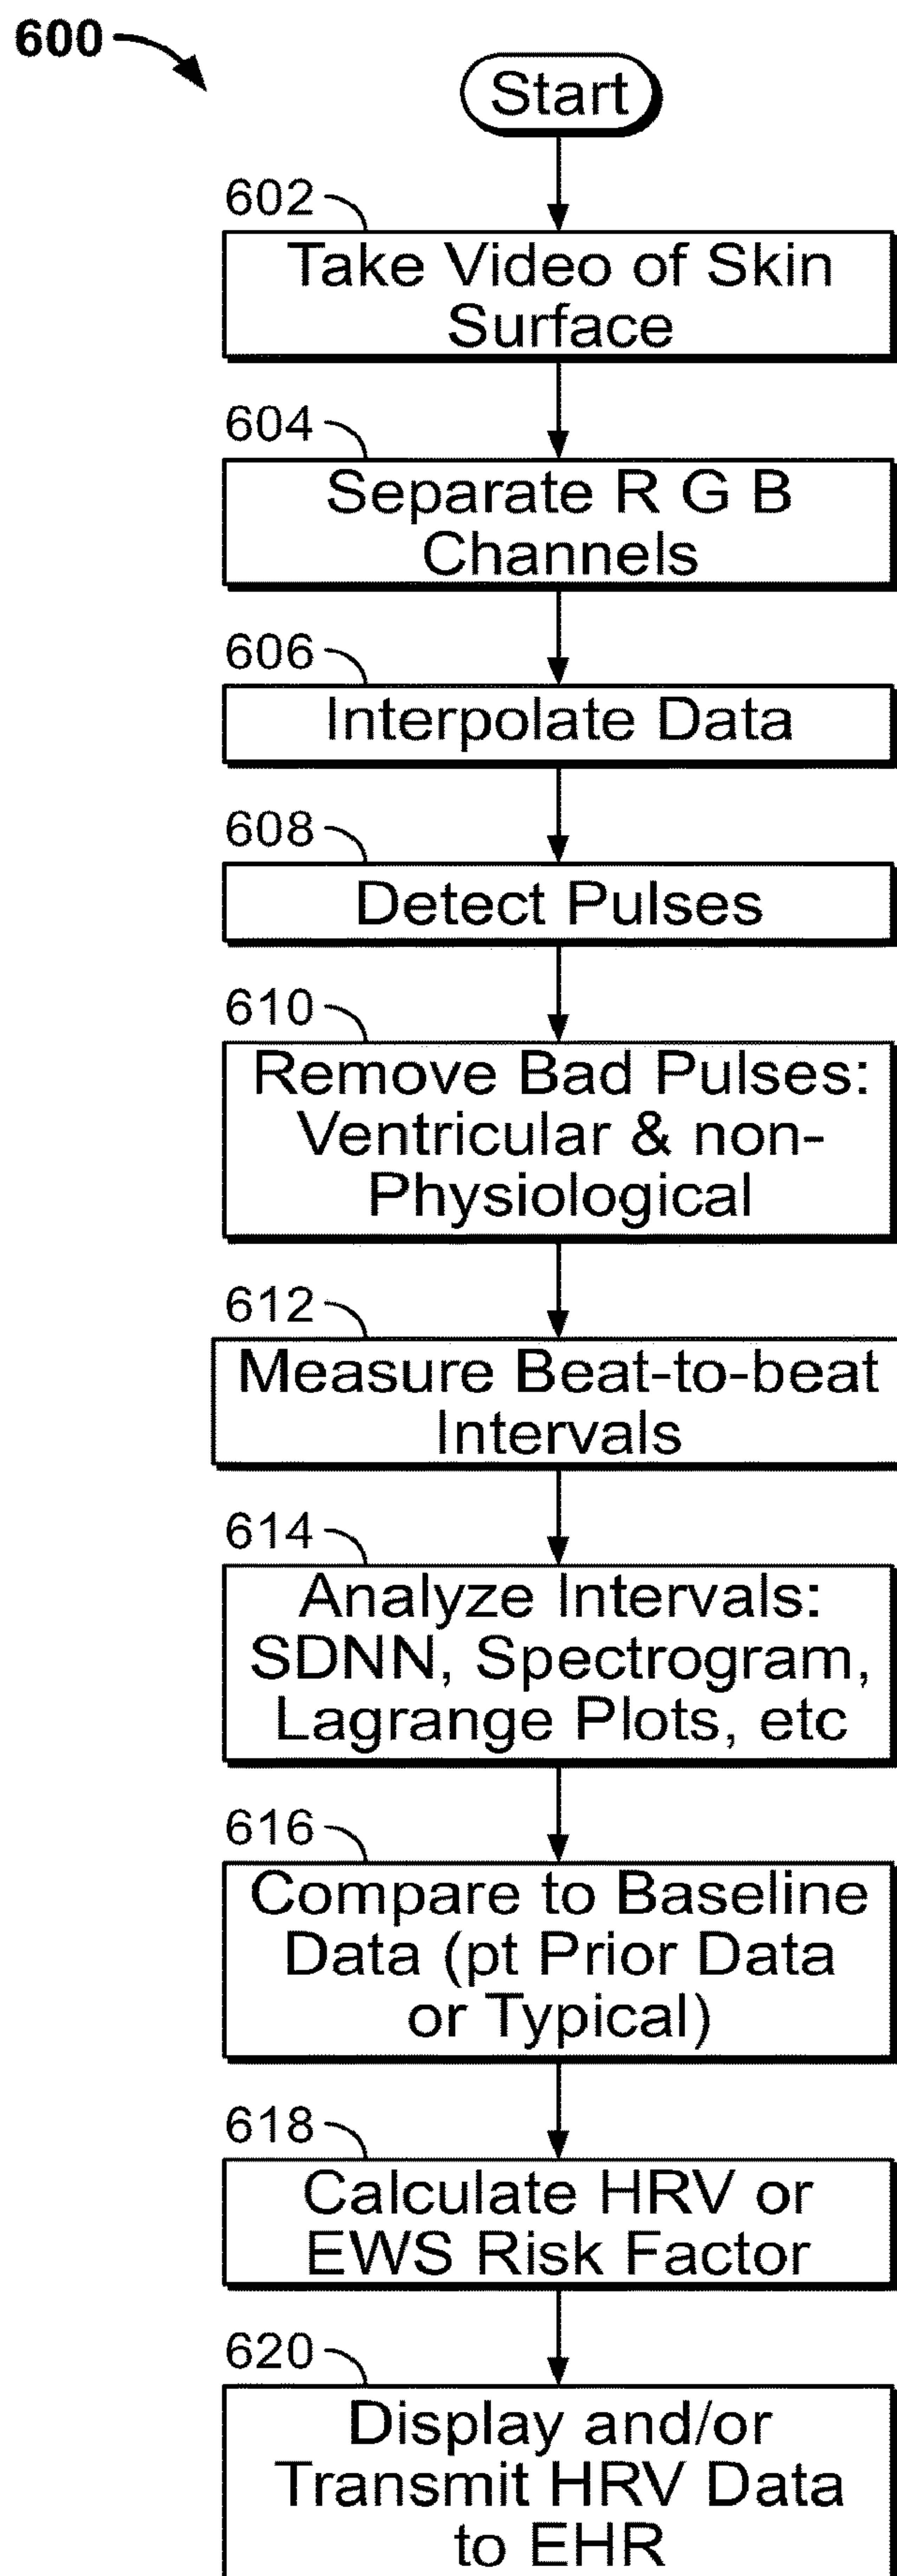 600
Start
602
Take Video of Skin
Surface
604
Separate R G B
Channels
606
Interpolate Data
608
Detect Pulses
610
Remove Bad Pulses:
Ventricular & non-
Physiological
612
Measure Beat-to-beat
Intervals
614
Analyze Intervals:
SDNN, Spectrogram,
Lagrange Plots, etc
616
Compare to Baseline
Data (pt Prior Data
or Typical)
618
Calculate HRV or
EWS Risk Factor
620
Display and/or
Transmit HRV Data
to EHR